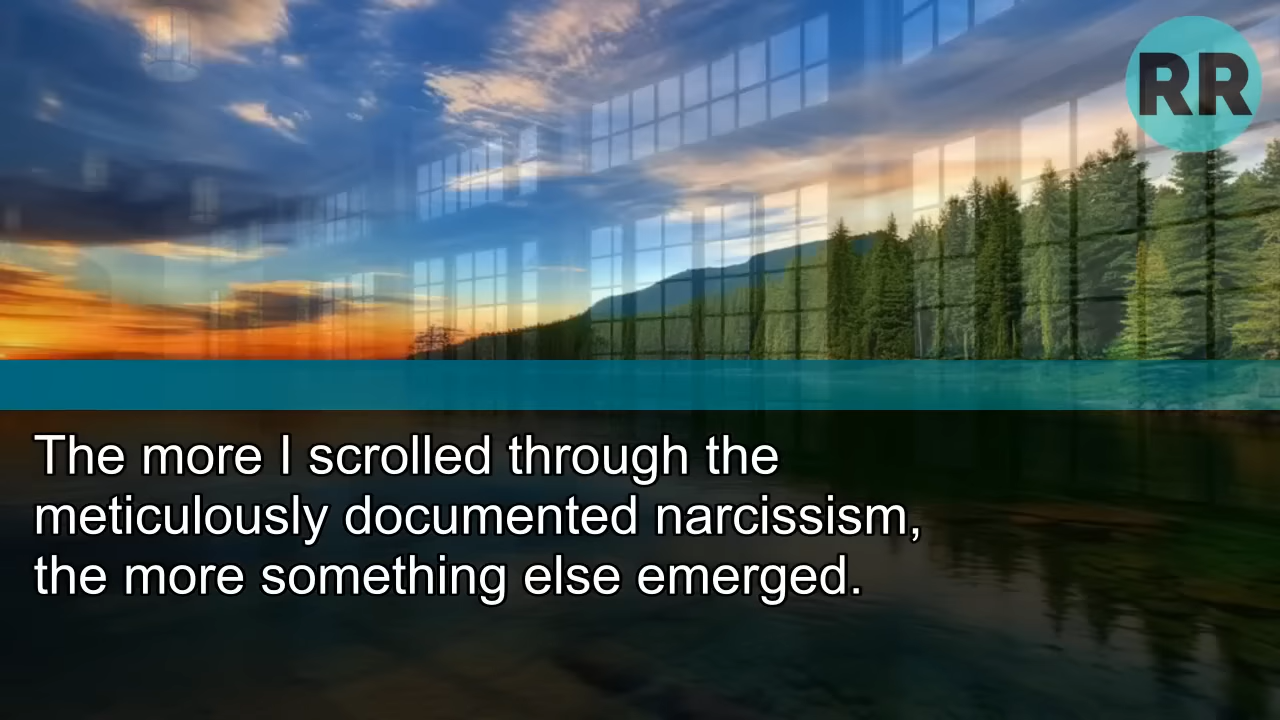 RR
The more I scrolled through the
meticulously documented narcissism,
the more something else emerged.